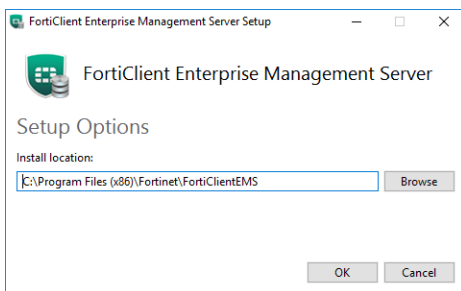 FortiClient Enterprise Management Server Setup
FortiClient Enterprise Management Server
Setup Options
Install location:
C:\Program Files (x86)\Fortinet\FortiClientEMS
Browse
OK Cancel